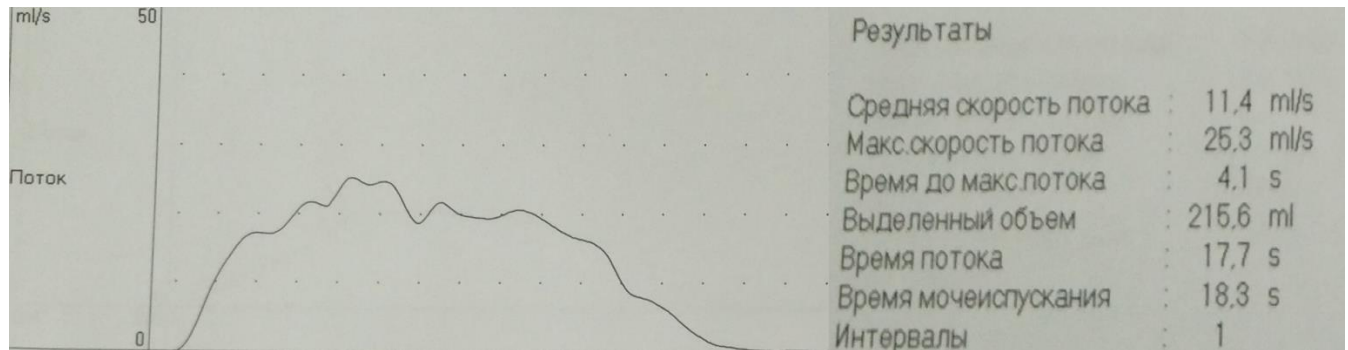 ml/s 50
Поток
0
Результаты
Средняя скорость потока : 11,4 ml/s
Макс.скорость потока : 25,3 ml/s
Время до макс.потока : 4,1 s
Выделенный объем : 215,6 ml
Время потока : 17,7 s
Время мочеиспускания : 18,3 s
Интервалы : 1